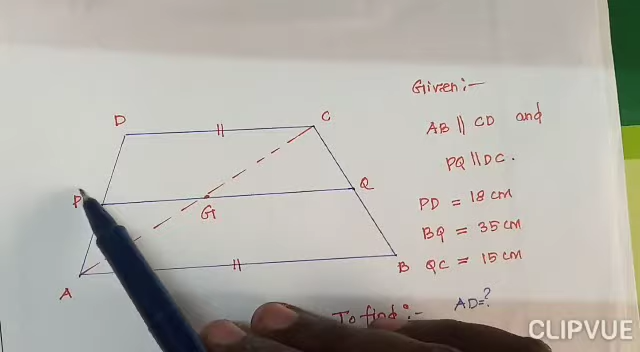 Given:-
D
C
AB || CD and
PQ || DC.
P
G
Q
PD = 18 cm
BQ = 35 cm
B
QC = 15 cm
A
To find:-
AD=?
CLIPVUE